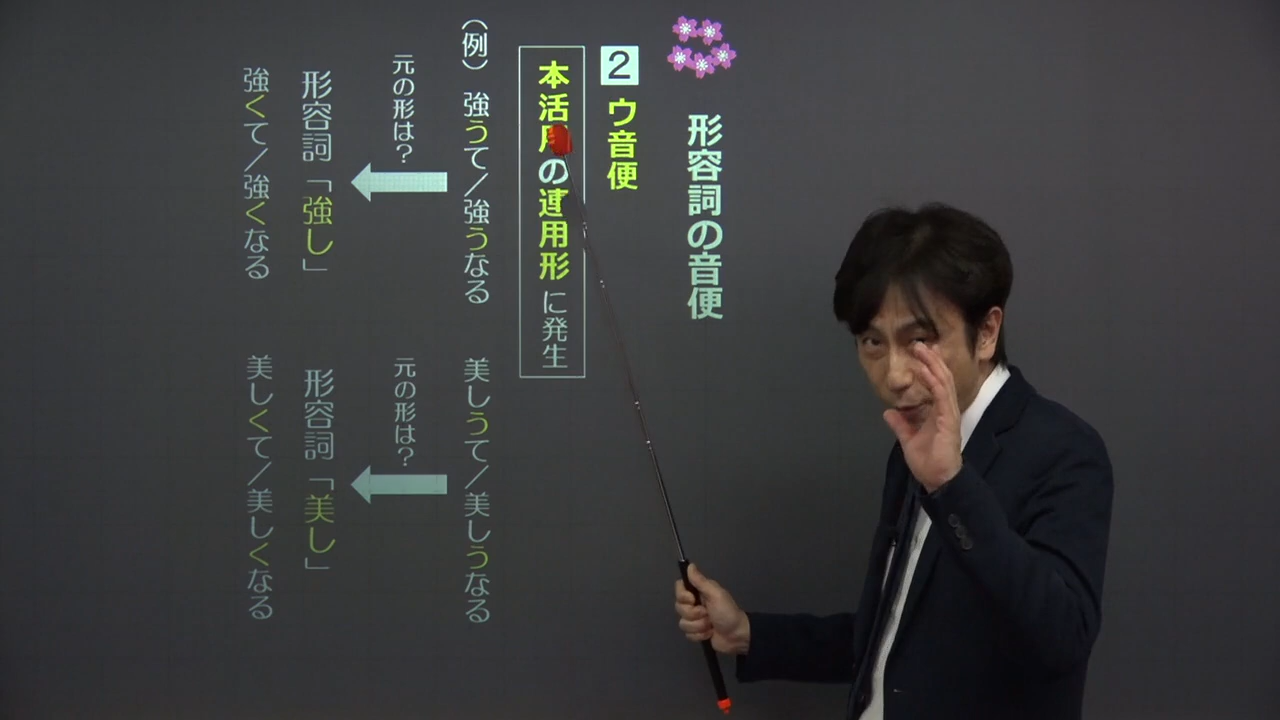 形容詞の音便
2 ウ音便
本活用の連用形に発生
(例) 強うて／強うなる
美しうて／美しうなる
元の形は?
元の形は?
形容詞「強し」
形容詞「美し」
強くて／強くなる
美しくて／美しくなる